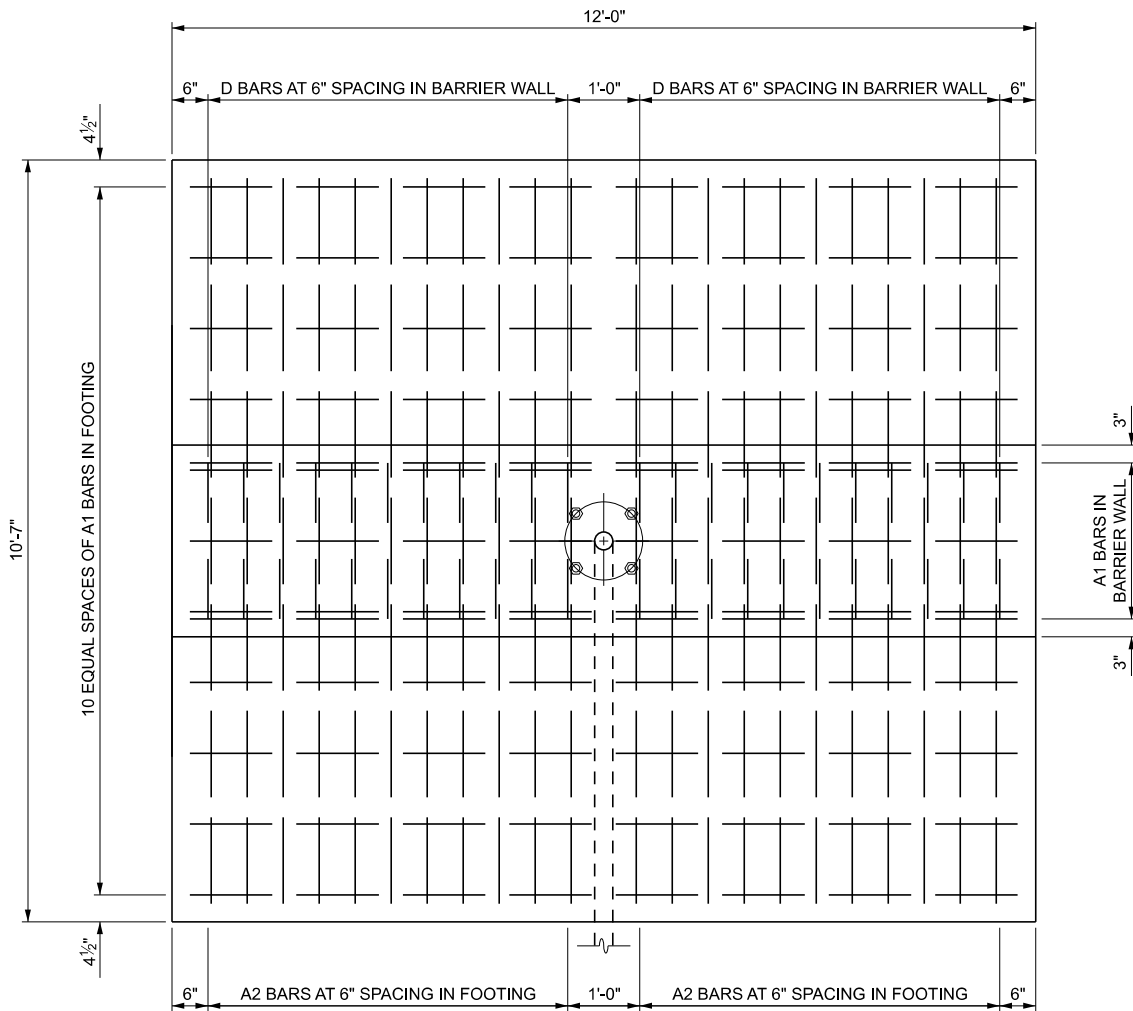 12'-0"
6" D BARS AT 6" SPACING IN BARRIER WALL 1'-0" D BARS AT 6" SPACING IN BARRIER WALL 6"
4½"
10'-7"
10 EQUAL SPACES OF A1 BARS IN FOOTING
3"
A1 BARS IN
BARRIER WALL
3"
4½"
6" A2 BARS AT 6" SPACING IN FOOTING 1'-0" A2 BARS AT 6" SPACING IN FOOTING 6"